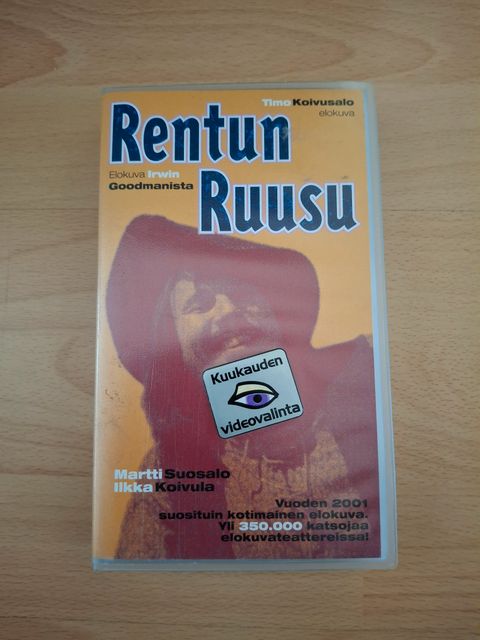 Timo Koivusalo
elokuva
Rentun
Elokuva Irwin
Goodmanista
Ruusu
Kuukauden
videovalinta
Martti Suosalo
Ilkka Koivula
Vuoden 2001
suosituin kotimainen elokuva.
Yli 350.000 katsojaa
elokuvateattereissa!